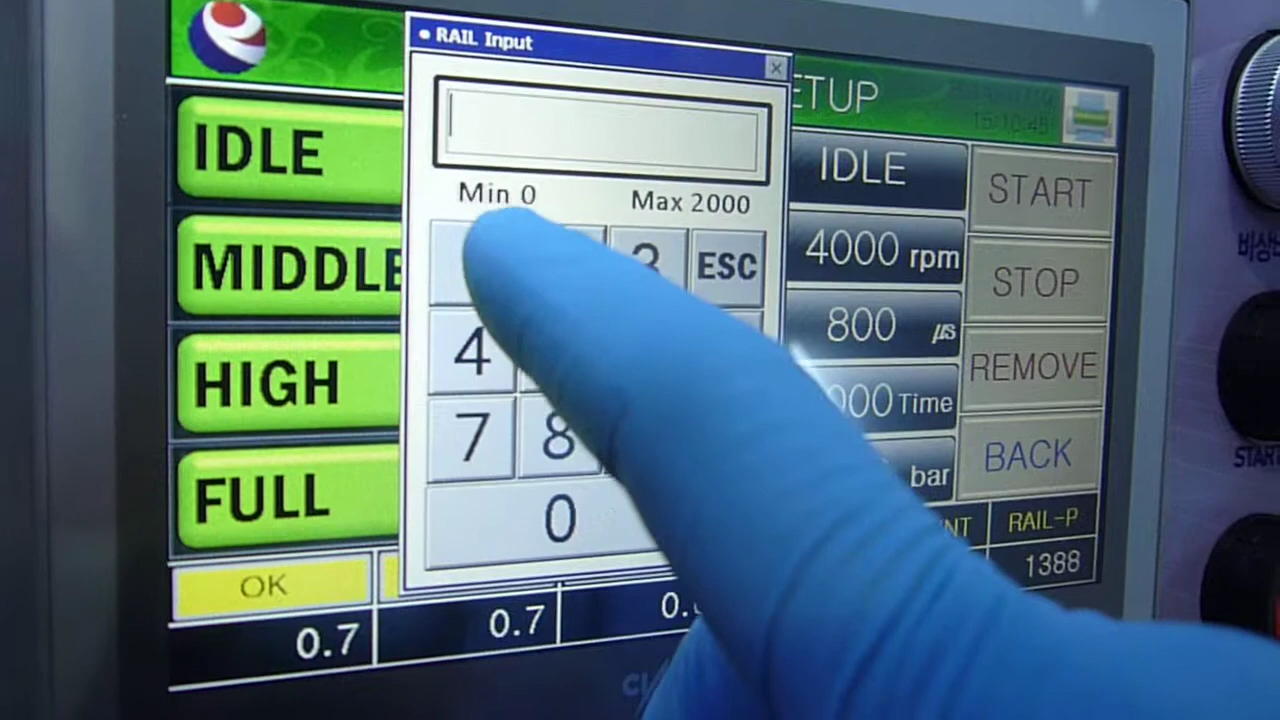 RAIL Input
Min 0
Max 2000
3
ESC
4
7
8
0
IDLE
MIDDLE
HIGH
FULL
OK
0.7
0.7
ETUP
IDLE
4000 rpm
800 µs
000 Time
bar
START
STOP
REMOVE
BACK
NT
RAIL-P
1388
비상
START